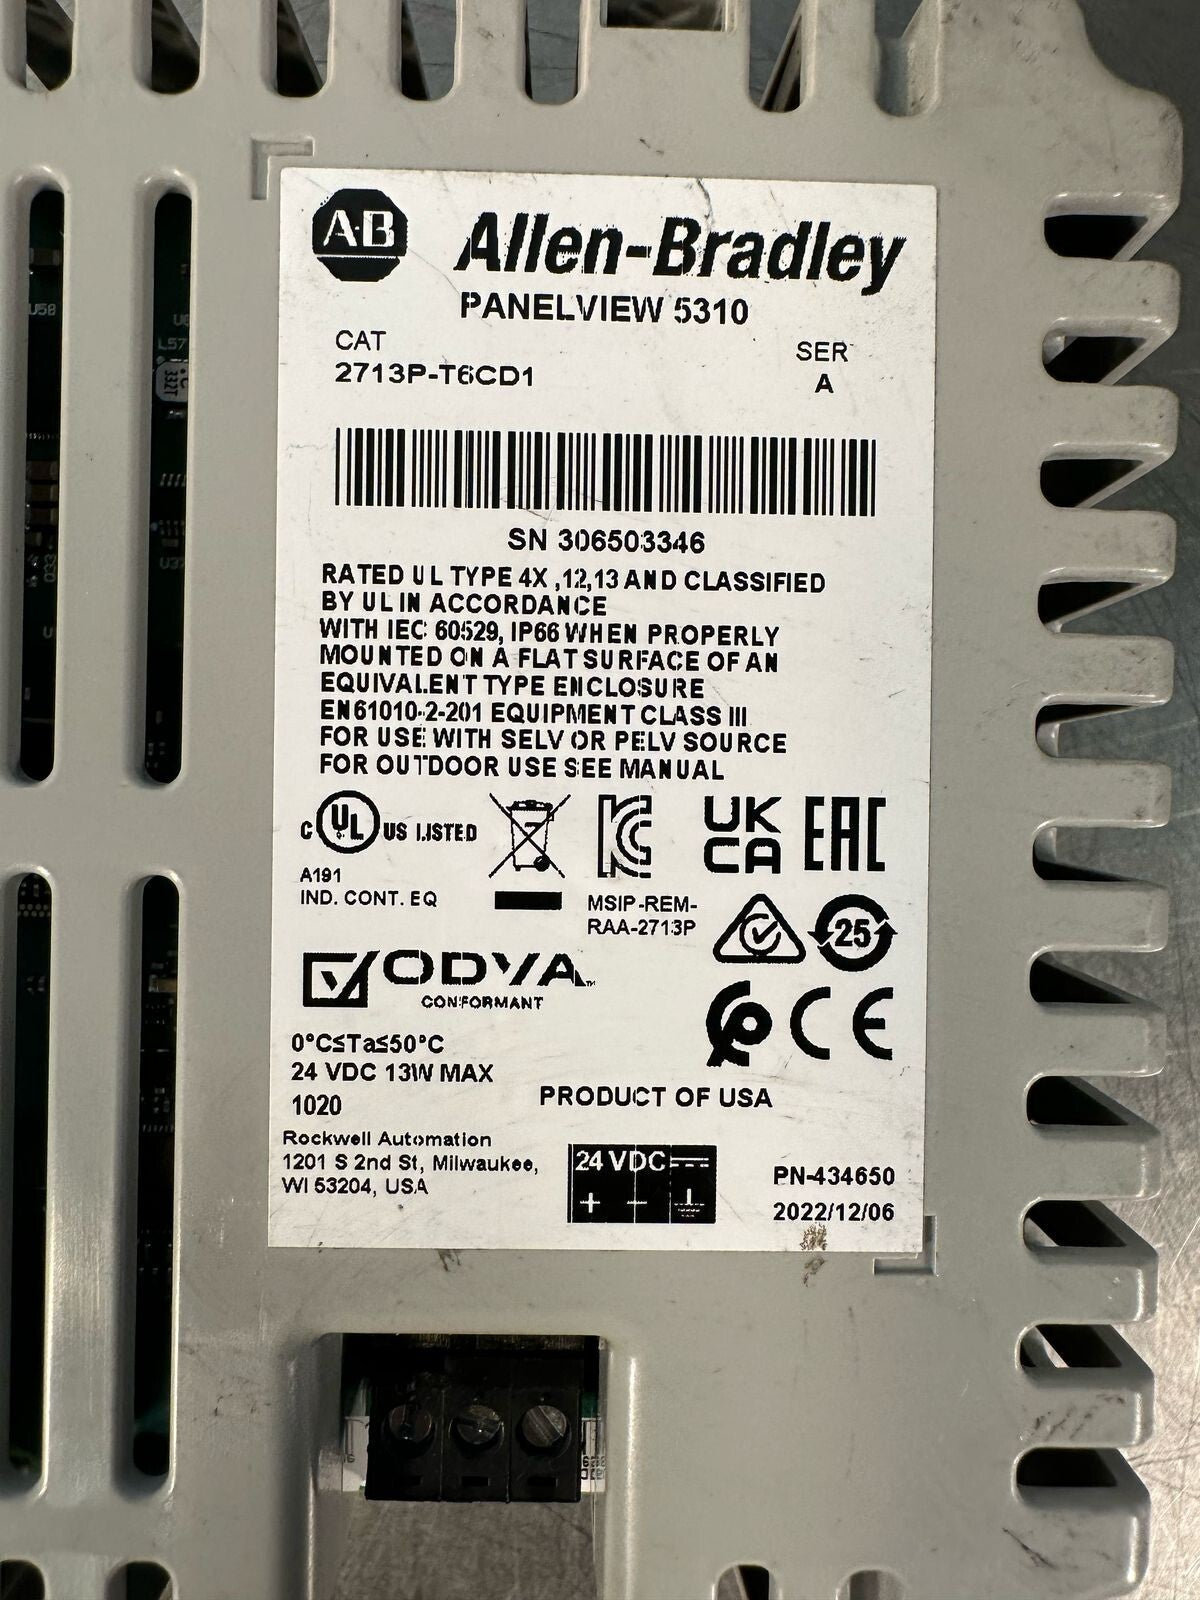 A·B Allen-Bradley
PANELVIEW 5310
CAT
SER
2713P-T6CD1
A
SN 306503346
RATED UL TYPE 4X ,12,13 AND CLASSIFIED
BY UL IN ACCORDANCE
WITH IEC 60529, IP66 WHEN PROPERLY
MOUNTED ON A FLAT SURFACE OF AN
EQUIVALENT TYPE ENCLOSURE
EN61010-2-201 EQUIPMENT CLASS III
FOR USE WITH SELV OR PELV SOURCE
FOR OUTDOOR USE SEE MANUAL
C UL US LISTED
UK
CA
EAC
A191
IND. CONT. EQ
MSIP-REM-
RAA-2713P
25
ODVA™
CONFORMANT
CE
0°C≤Ta≤50°C
24 VDC 13W MAX
1020
PRODUCT OF USA
Rockwell Automation
1201 S 2nd St, Milwaukee,
WI 53204, USA
24 VDC
+ -
PN-434650
2022/12/06
U58
L57
332T